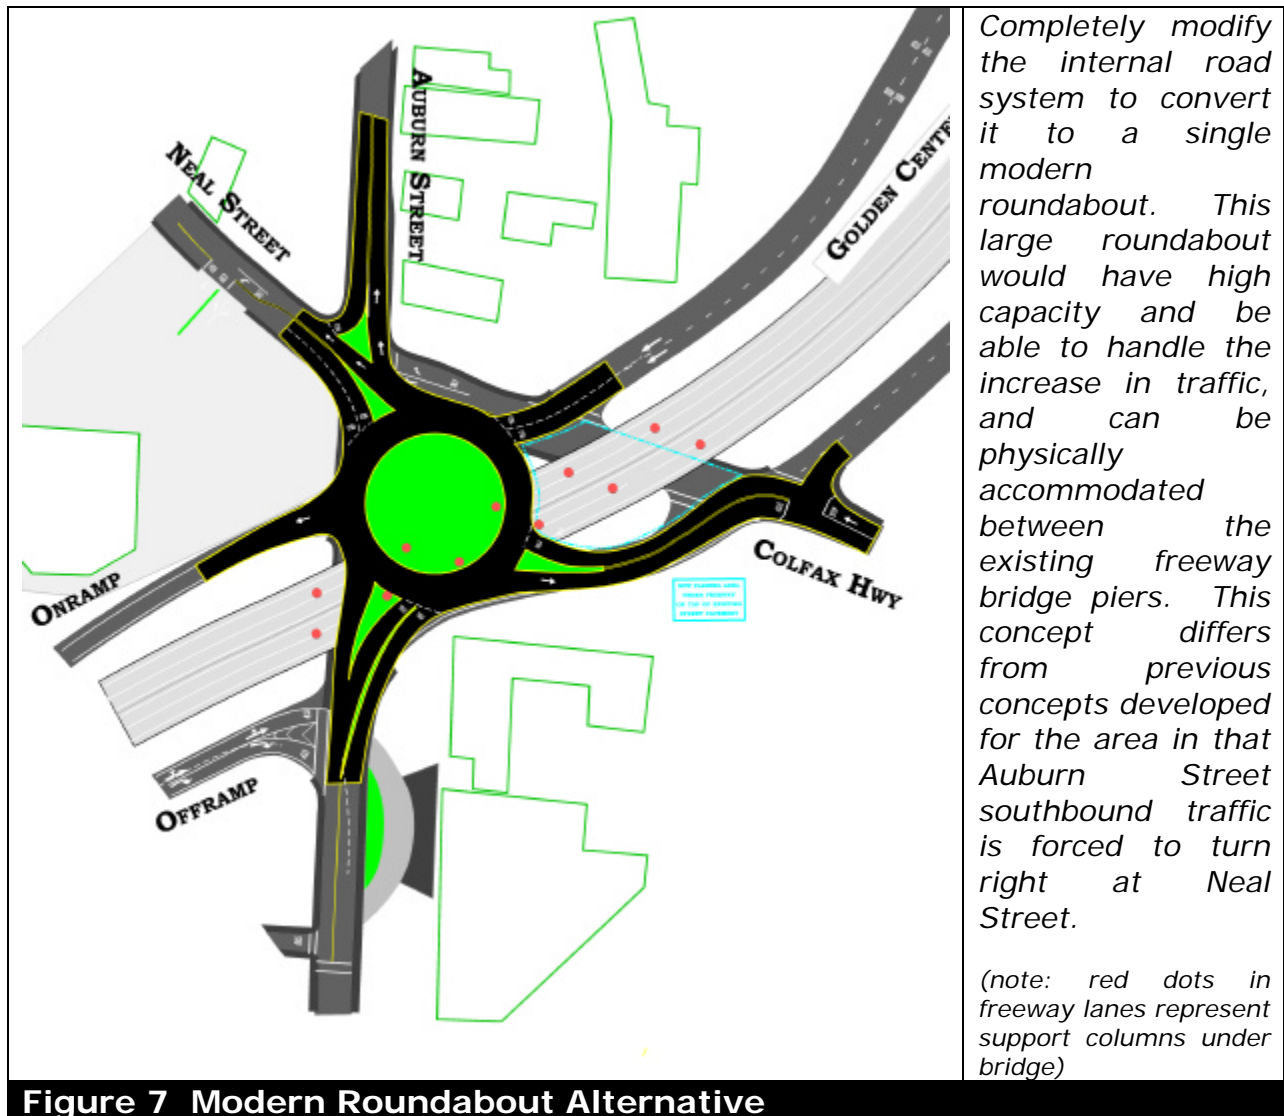 AUBURN STREET
NEAL STREET
GOLDEN
COLFAX HWY
ONRAMP
OFFRAMP
Completely modify
the internal road
system to convert
it to a single
modern
roundabout. This
large roundabout
would have high
capacity and be
able to handle the
increase in traffic,
and can be
physically
accommodated
between the
existing freeway
bridge piers. This
concept differs
from previous
concepts developed
for the area in that
Auburn Street
southbound traffic
is forced to turn
right at Neal
Street.
(note: red dots in
freeway lanes represent
support columns under
bridge)
Figure 7 Modern Roundabout Alternative